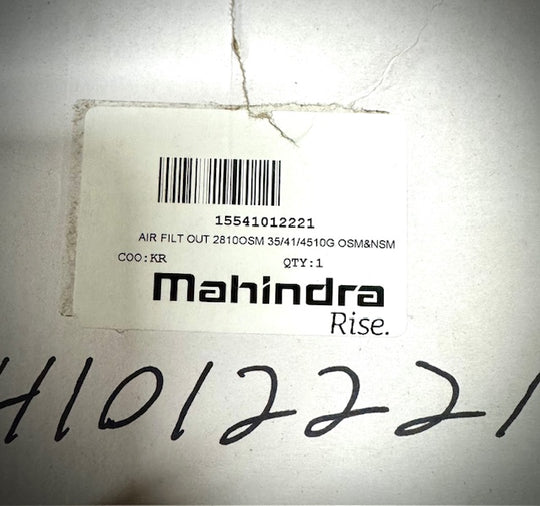 15541012221
AIR FILT OUT 2810OSM 35/41/4510G OSM&NSM
COO:KR QTY:1
Mahindra
Rise.
41012221